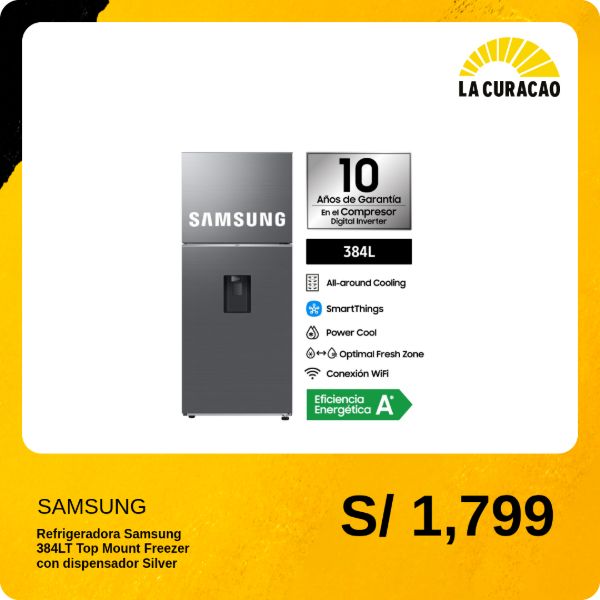 LA CURACAO
SAMSUNG
10
Años de Garantía
En el Compresor
Digital Inverter
384L
All-around Cooling
SmartThings
Power Cool
Optimal Fresh Zone
Conexión WiFi
Eficiencia
Energética A*
SAMSUNG
Refrigeradora Samsung
384LT Top Mount Freezer
con dispensador Silver
S/ 1,799